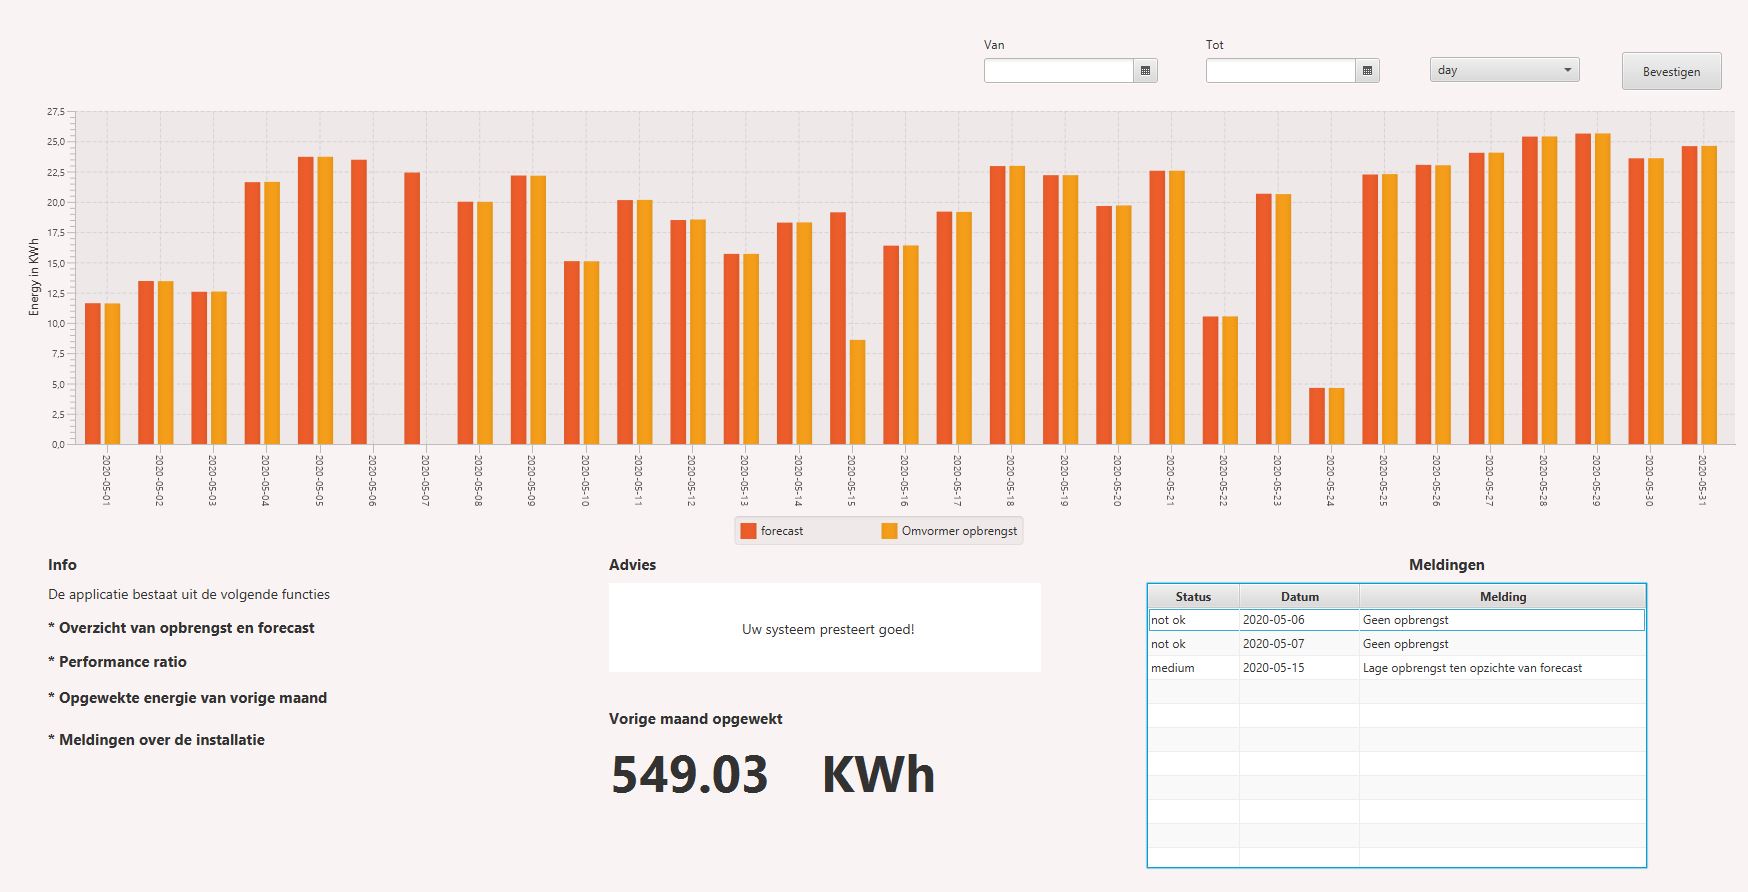 Van
Tot
day
Bevestigen
27,5
25,0
22,5
20,0
17,5
15,0
12,5
10,0
7,5
5,0
2,5
0,0
Energy in KWh
2020-05-01
2020-05-02
2020-05-03
2020-05-04
2020-05-05
2020-05-06
2020-05-07
2020-05-08
2020-05-09
2020-05-10
2020-05-11
2020-05-12
2020-05-13
2020-05-14
2020-05-15
2020-05-16
2020-05-17
2020-05-18
2020-05-19
2020-05-20
2020-05-21
2020-05-22
2020-05-23
2020-05-24
2020-05-25
2020-05-26
2020-05-27
2020-05-28
2020-05-29
2020-05-30
2020-05-31
forecast
Omvormer opbrengst
Info
De applicatie bestaat uit de volgende functies
* Overzicht van opbrengst en forecast
* Performance ratio
* Opgewekte energie van vorige maand
* Meldingen over de installatie
Advies
Uw systeem presteert goed!
Vorige maand opgewekt
549.03 KWh
Meldingen
Status Datum Melding
not ok 2020-05-06 Geen opbrengst
not ok 2020-05-07 Geen opbrengst
medium 2020-05-15 Lage opbrengst ten opzichte van forecast